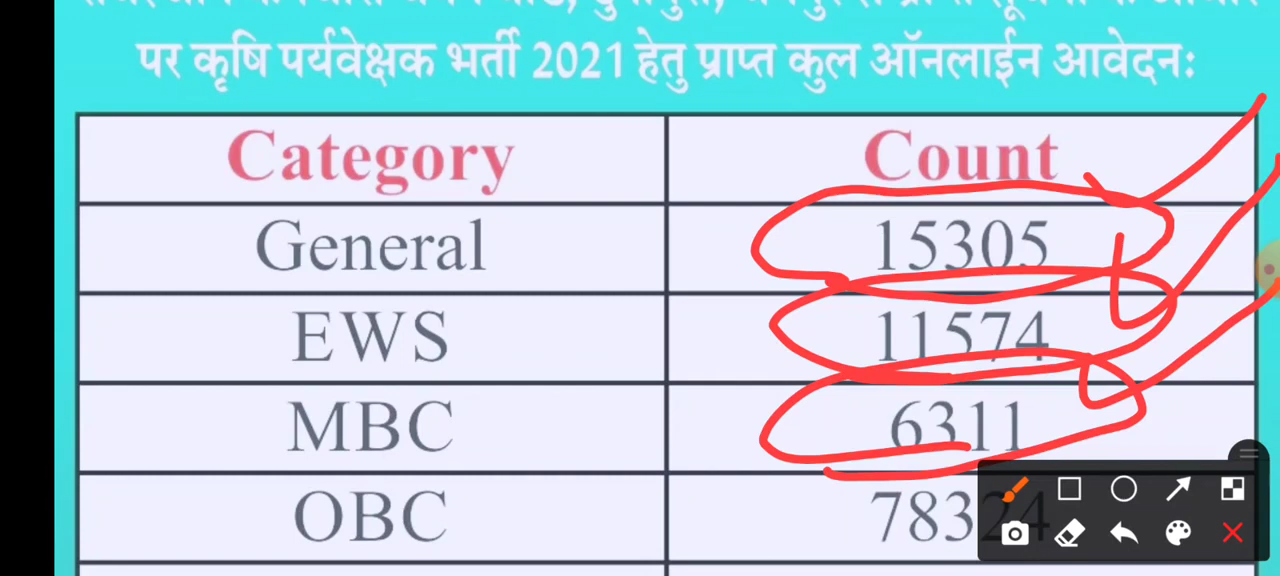 पर कृषि पर्यवेक्षक भर्ती 2021 हेतु प्राप्त कुल ऑनलाईन आवेदनः
Category Count
General 15305
EWS 11574
MBC 6311
OBC 78324